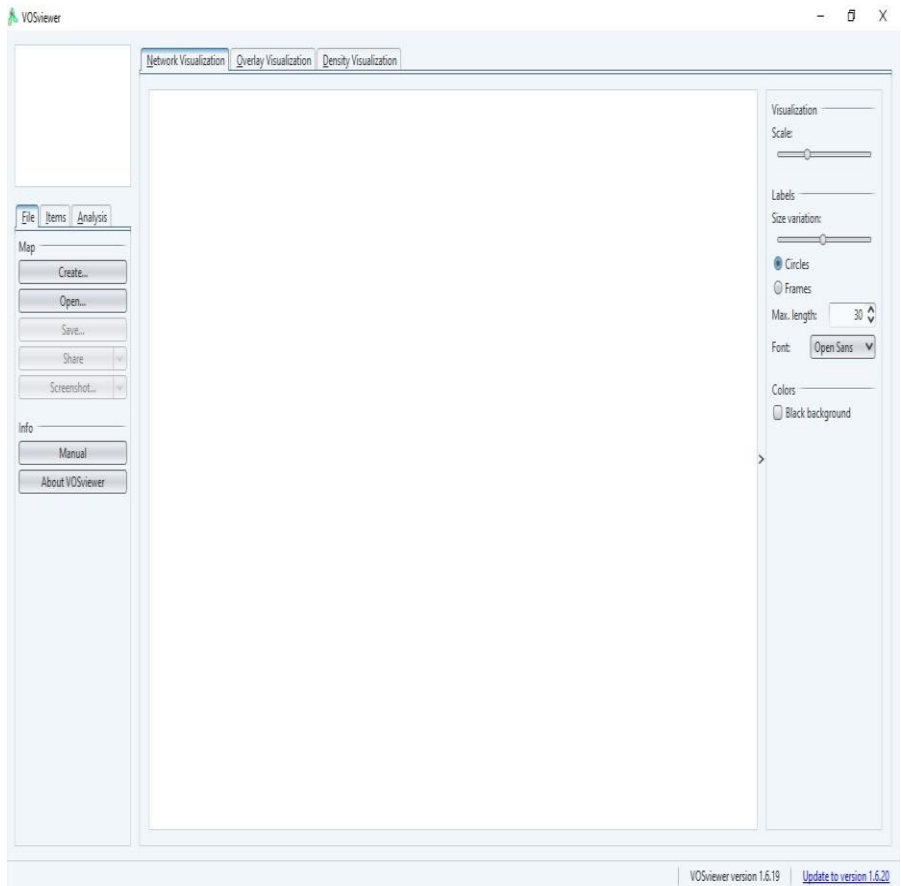 VOSviewer
Network Visualization Overlay Visualization Density Visualization
Visualization
Scale:
Labels
Size variation:
Circles
Frames
Max. length: 30
Font: Open Sans
Colors
Black background
File Items Analysis
Map
Create...
Open...
Save...
Share
Screenshot...
Info
Manual
About VOSviewer
VOSviewer version 1.6.19 Update to version 1.6.20